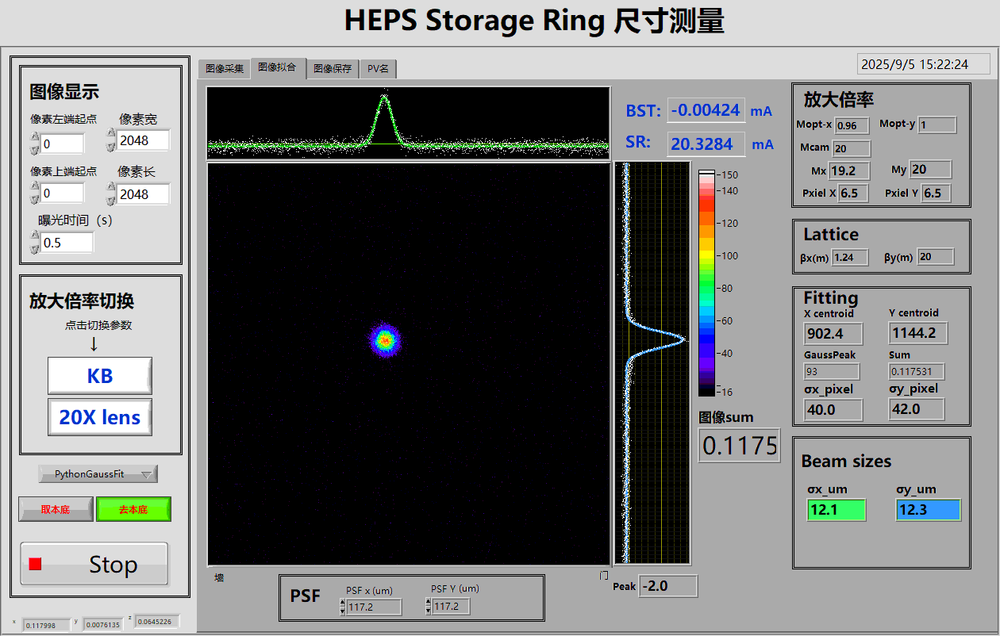 HEPS Storage Ring 尺寸测量
图像采集 图像拟合 图像保存 PV名
2025/9/5 15:22:24
图像显示
像素左端起点 像素宽
0 2048
像素上端起点 像素长
0 2048
曝光时间（s）
0.5
放大倍率切换
点击切换参数
↓
KB
20X lens
PythonGaussFit
取本底 去本底
Stop
x 0.117998 y 0.0076135 z 0.0645226
BST: -0.00424 mA
SR: 20.3284 mA
150
140
120
100
80
60
40
16
图像sum
0.1175
墙 门
Peak -2.0
PSF
PSF x (um) PSF Y (um)
117.2 117.2
放大倍率
Mopt-x 0.96 Mopt-y 1
Mcam 20
Mx 19.2 My 20
Pxiel X 6.5 Pxiel Y 6.5
Lattice
βx(m) 1.24 βy(m) 20
Fitting
X centroid Y centroid
902.4 1144.2
GaussPeak Sum
93 0.117531
σx_pixel σy_pixel
40.0 42.0
Beam sizes
σx_um σy_um
12.1 12.3